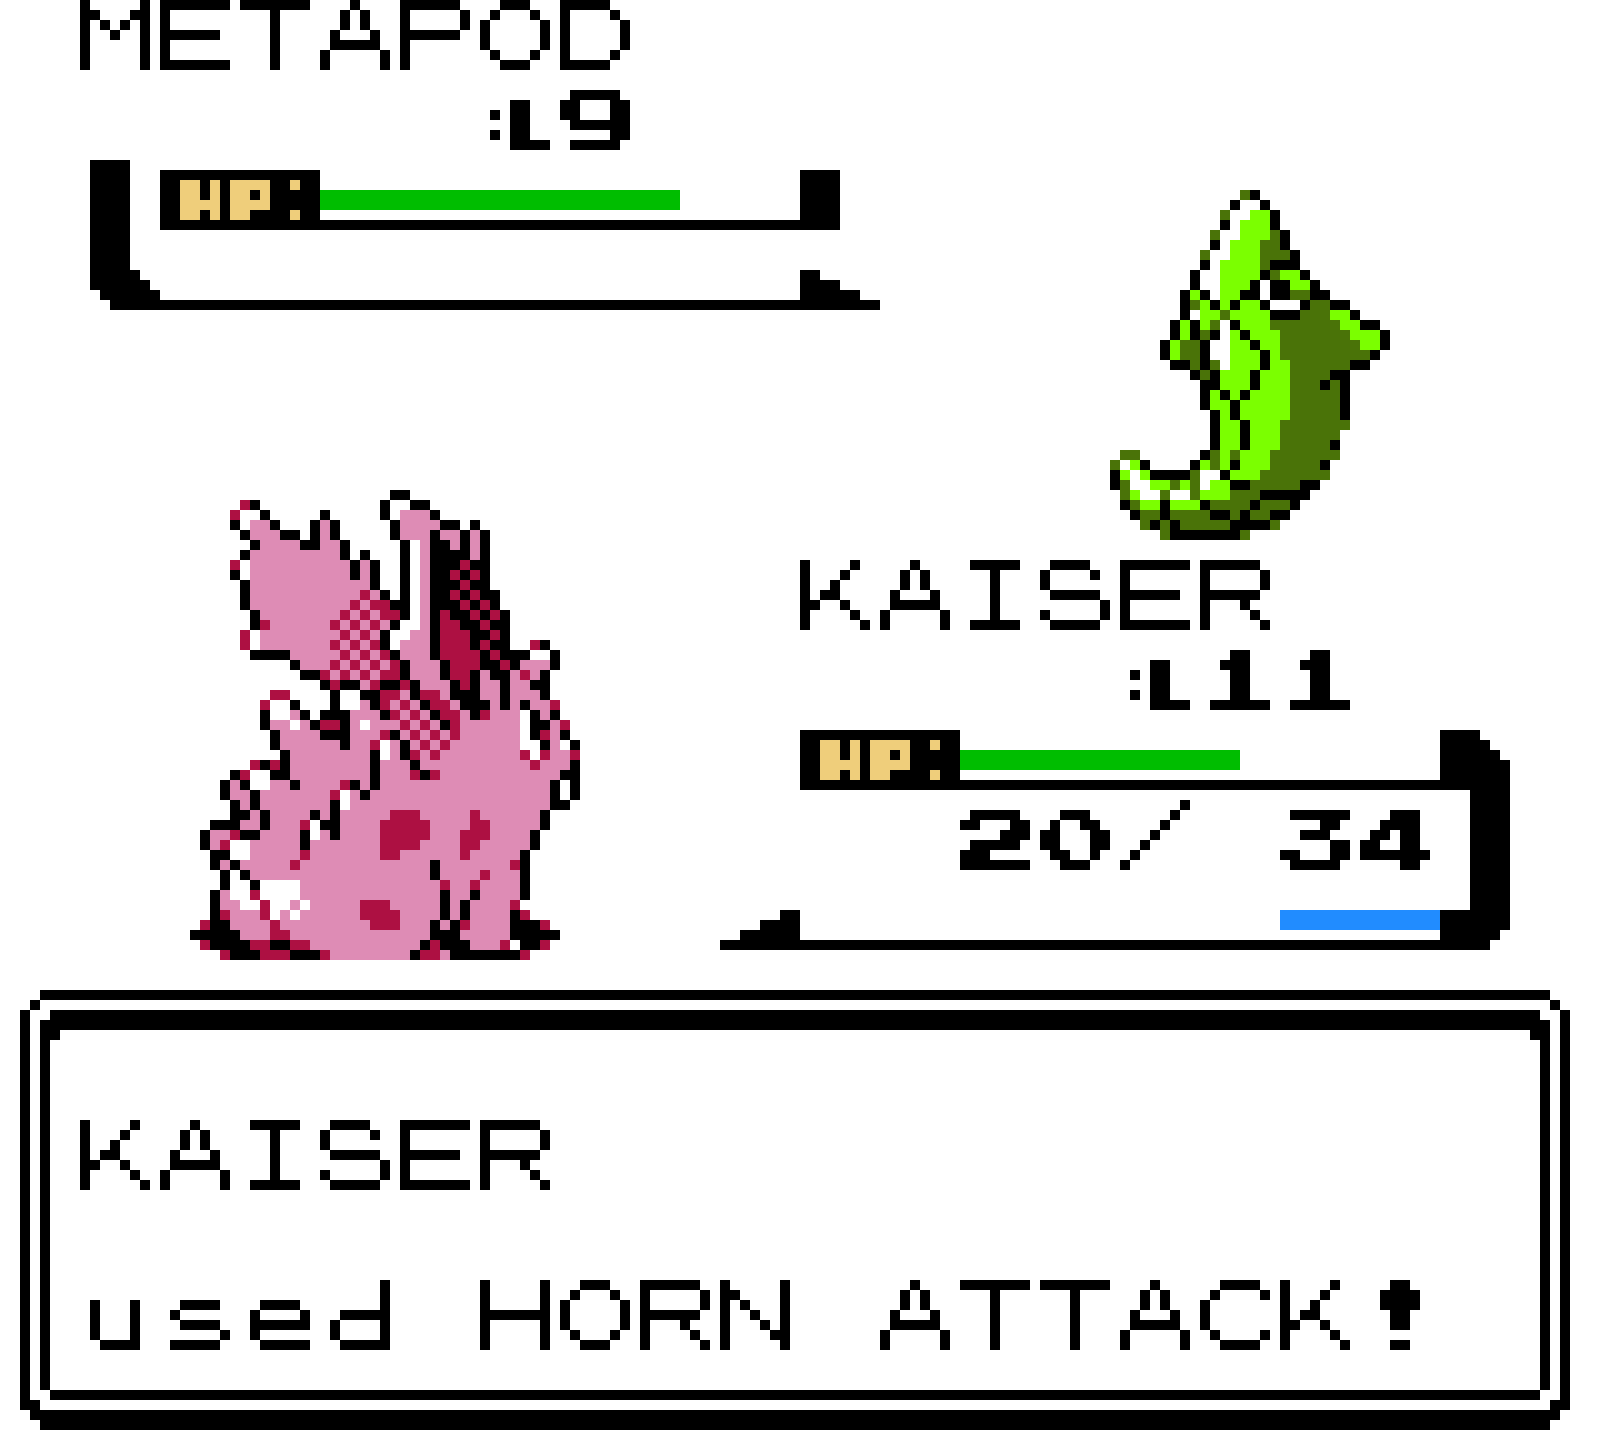 METAPOD
:L9
HP:
KAISER
:L11
HP:
20/ 34
KAISER
used HORN ATTACK!